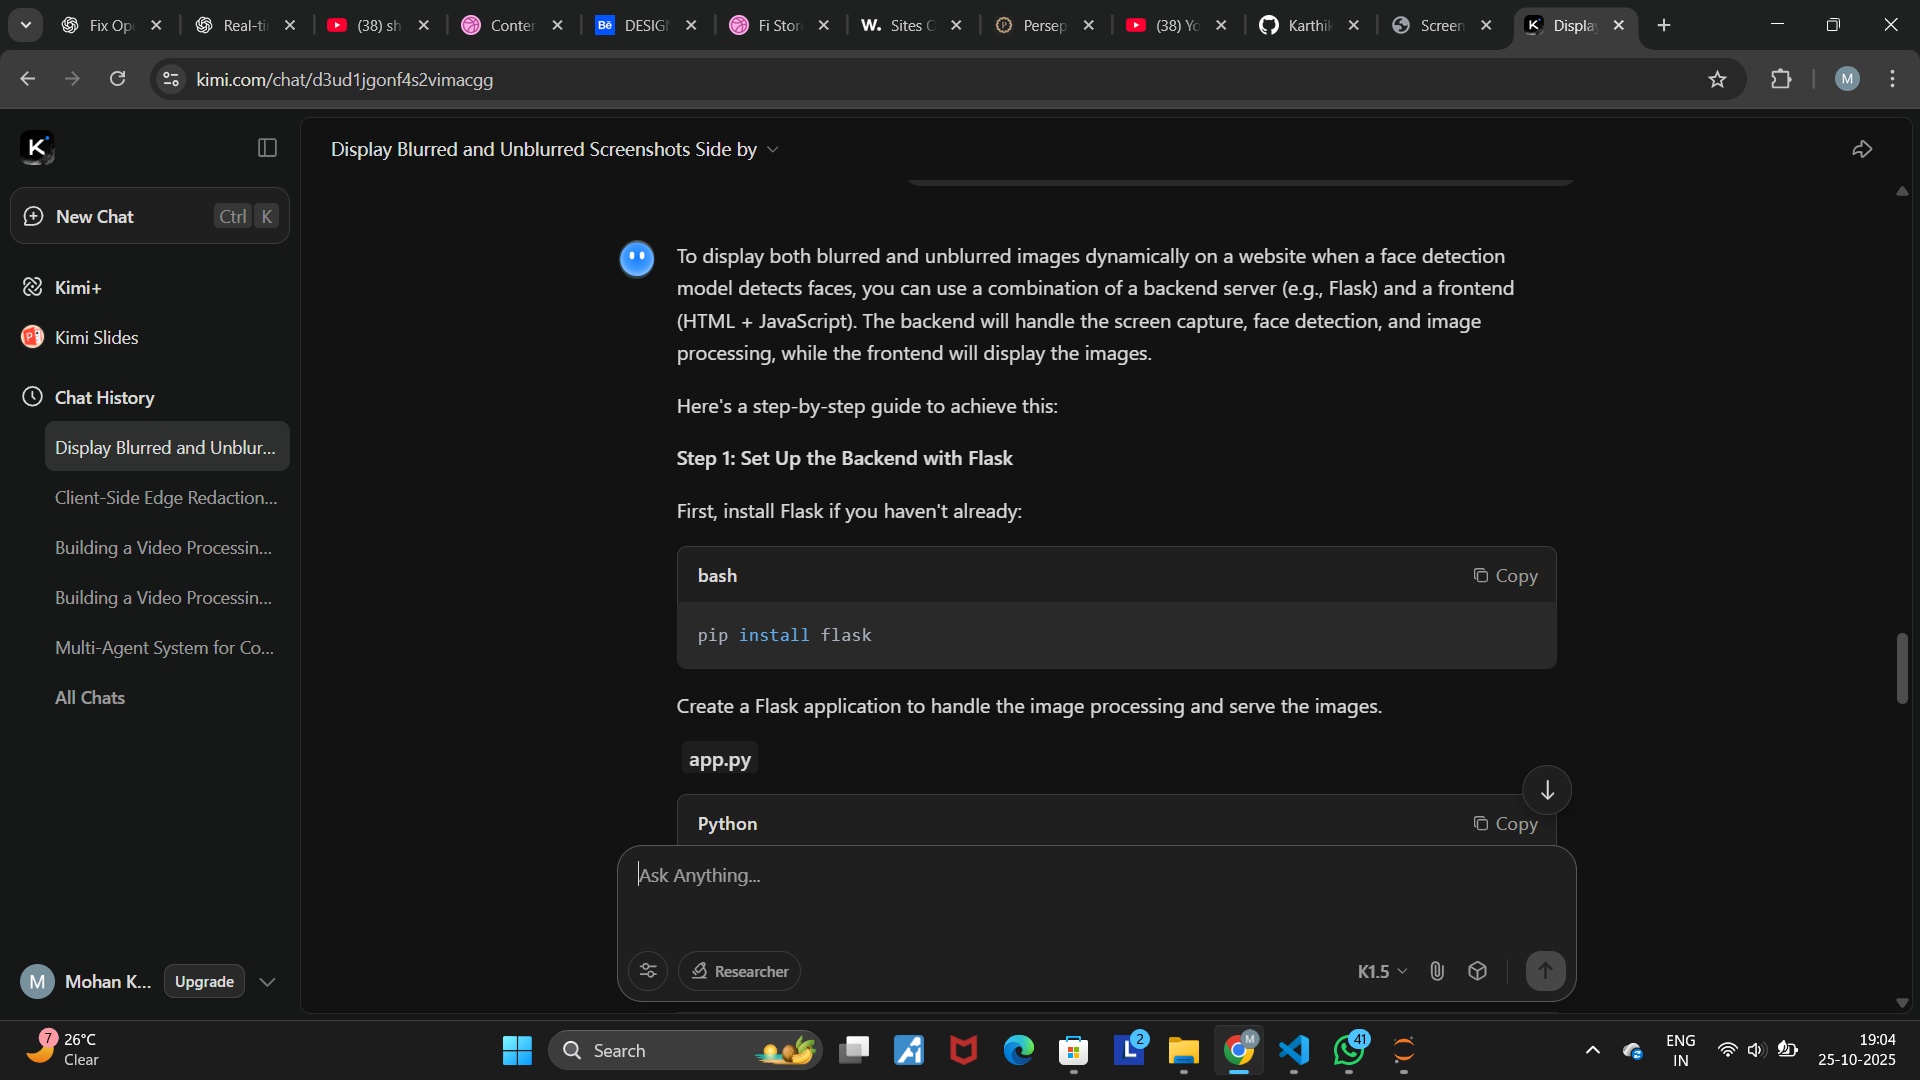 Fix Op
Real-ti
(38) sh
Conter
Bē DESIG
Fi Stor
W. Sites
Persep
(38) Yo
Karthik
Screen
K Display
kimi.com/chat/d3ud1jgonf4s2vimacgg
M
K
Display Blurred and Unblurred Screenshots Side by
New Chat Ctrl K
Kimi+
Kimi Slides
Chat History
Display Blurred and Unblur...
Client-Side Edge Redaction...
Building a Video Processin...
Building a Video Processin...
Multi-Agent System for Co...
All Chats
To display both blurred and unblurred images dynamically on a website when a face detection
model detects faces, you can use a combination of a backend server (e.g., Flask) and a frontend
(HTML + JavaScript). The backend will handle the screen capture, face detection, and image
processing, while the frontend will display the images.
Here's a step-by-step guide to achieve this:
Step 1: Set Up the Backend with Flask
First, install Flask if you haven't already:
bash Copy
pip install flask
Create a Flask application to handle the image processing and serve the images.
app.py
Python Copy
Ask Anything...
Researcher K1.5
M Mohan K... Upgrade
7 26°C
Clear
Search
L 2
M
41
ENG
IN
19:04
25-10-2025